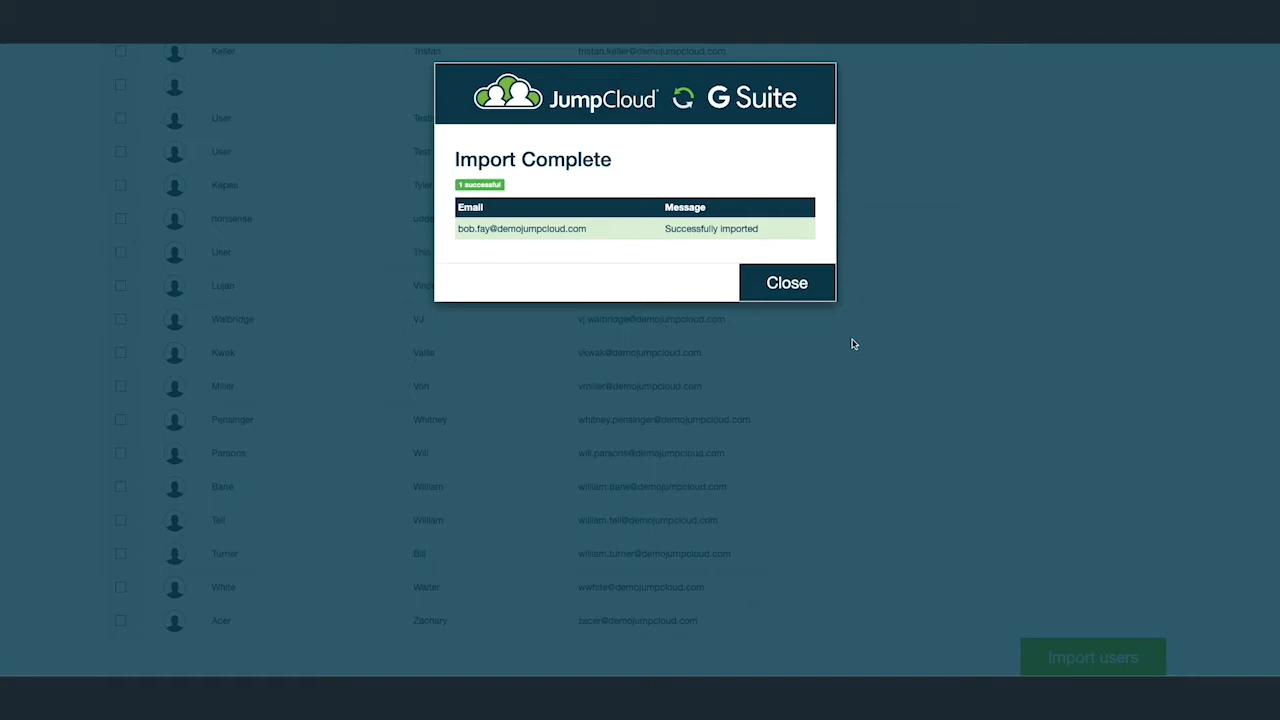 Keller Tristan tristan.keller@demojumpcloud.com
JumpCloud G Suite
Import Complete
1 successful
Email Message
bob.fay@demojumpcloud.com Successfully imported
Close
User
User Test
Kapas Tyler
nonsense
User This
Lujan
Walbridge VJ vj.walbridge@demojumpcloud.com
Kwak Vallie vkwak@demojumpcloud.com
Miller Von vmiller@demojumpcloud.com
Pensinger Whitney whitney.pensinger@demojumpcloud.com
Parsons Will will.parsons@demojumpcloud.com
Bane William william.bane@demojumpcloud.com
Tell William william.tell@demojumpcloud.com
Turner Bill william.turner@demojumpcloud.com
White Walter wwhite@demojumpcloud.com
Acer Zachary zacer@demojumpcloud.com
Import users